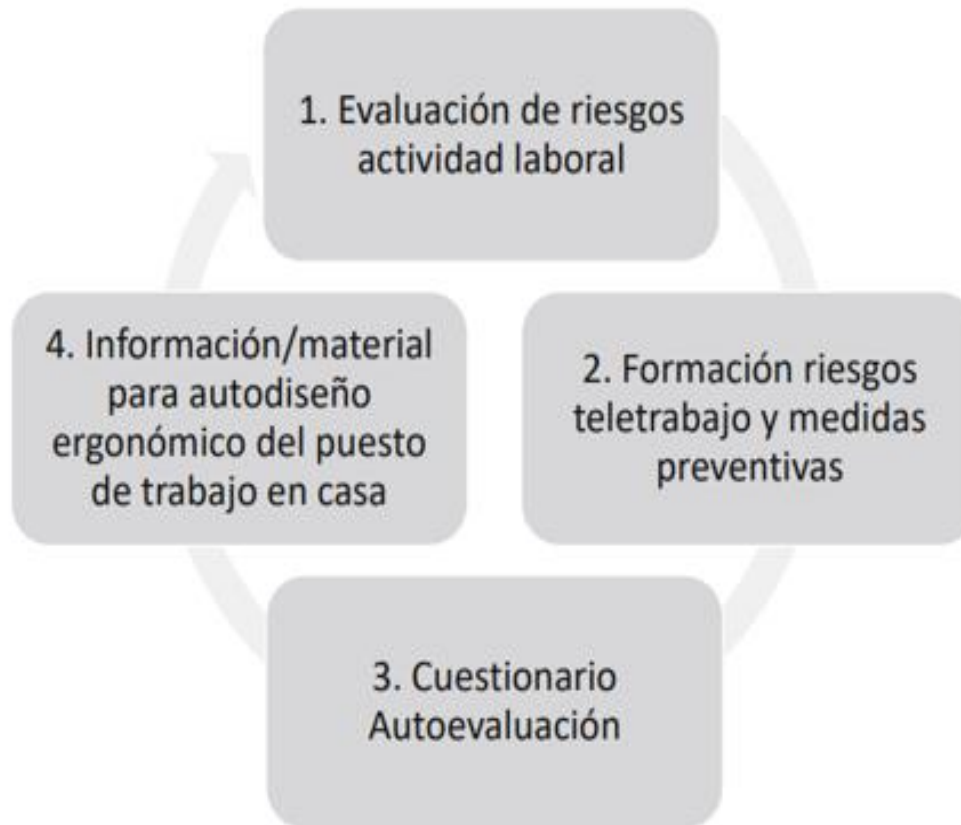 1. Evaluación de riesgos
actividad laboral
2. Formación riesgos
teletrabajo y medidas
preventivas
3. Cuestionario
Autoevaluación
4. Información/material
para autodiseño
ergonómico del puesto
de trabajo en casa